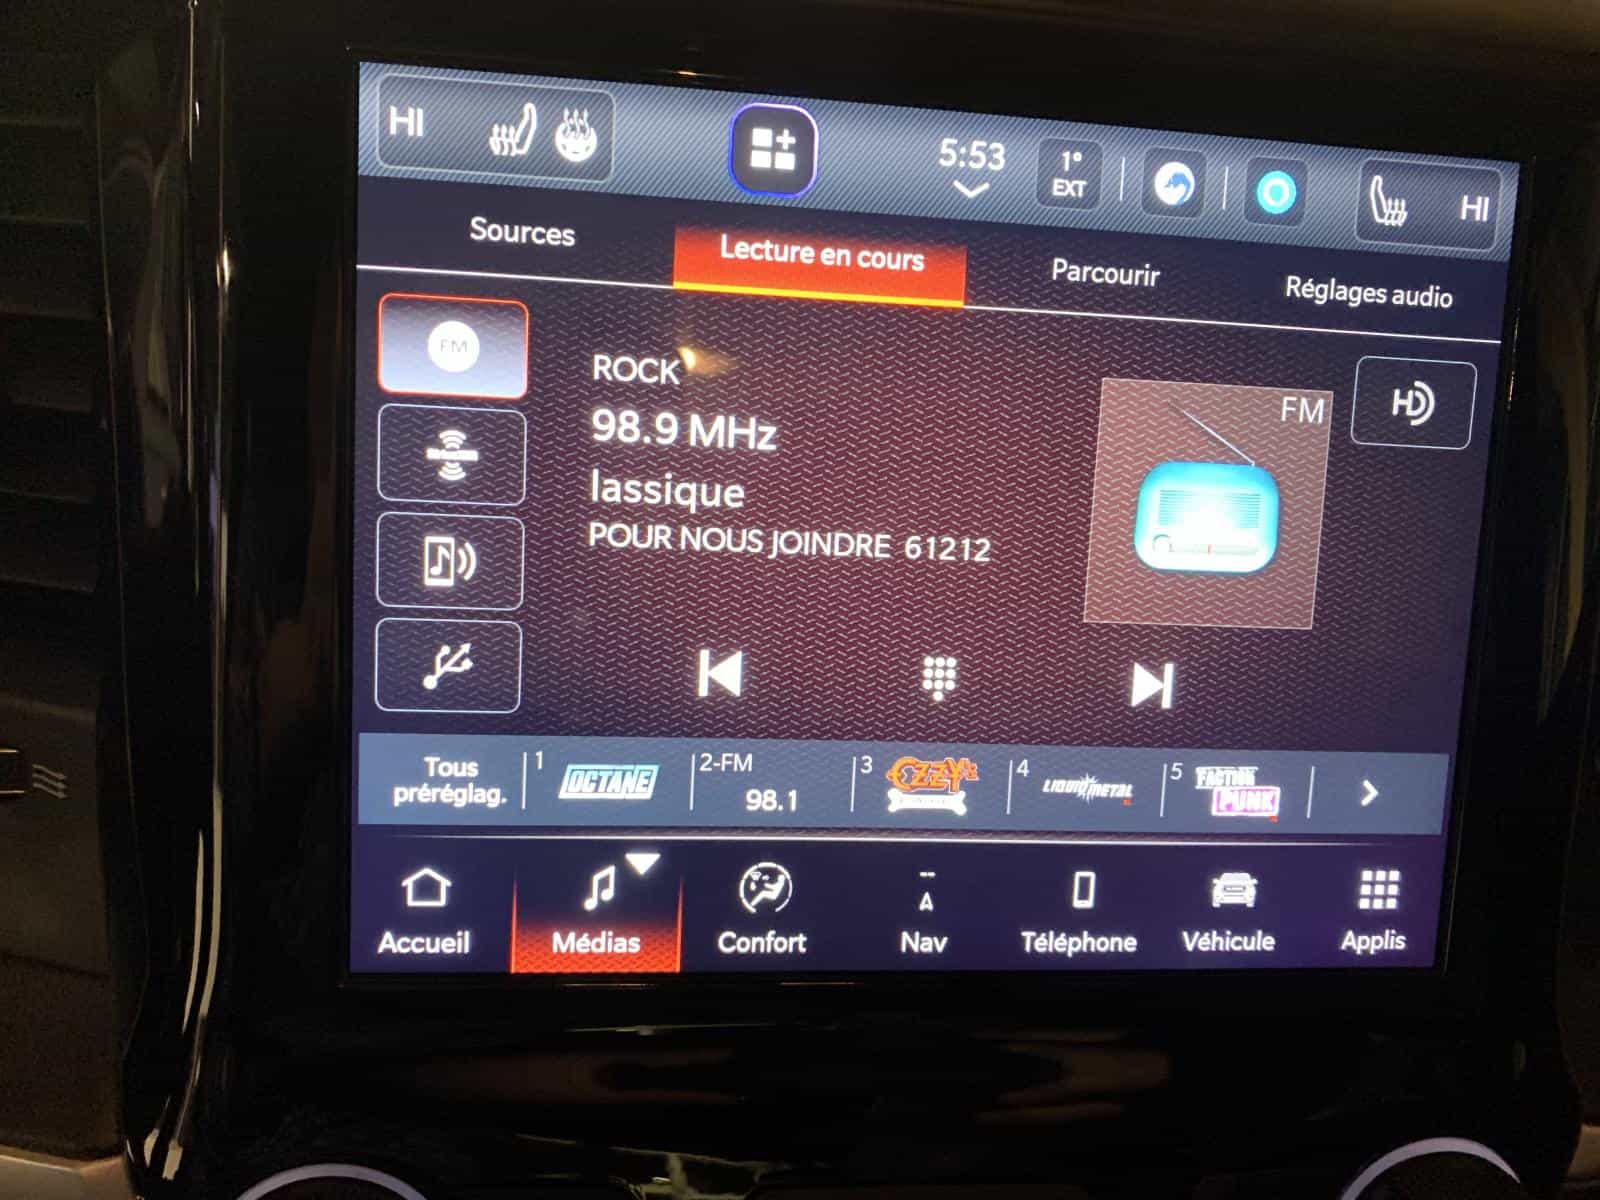 HI
5:53
1°
EXT
HI
Sources
Lecture en cours
Parcourir
Réglages audio
FM
ROCK
98.9 MHz
lassique
POUR NOUS JOINDRE 61212
FM
HD
Tous
préréglag.
1
OCTANE
2-FM
98.1
3
OZZY's
4
LIQUID METAL
5
FACTION
PUNK
Accueil
Médias
Confort
A
Nav
Téléphone
Véhicule
Applis